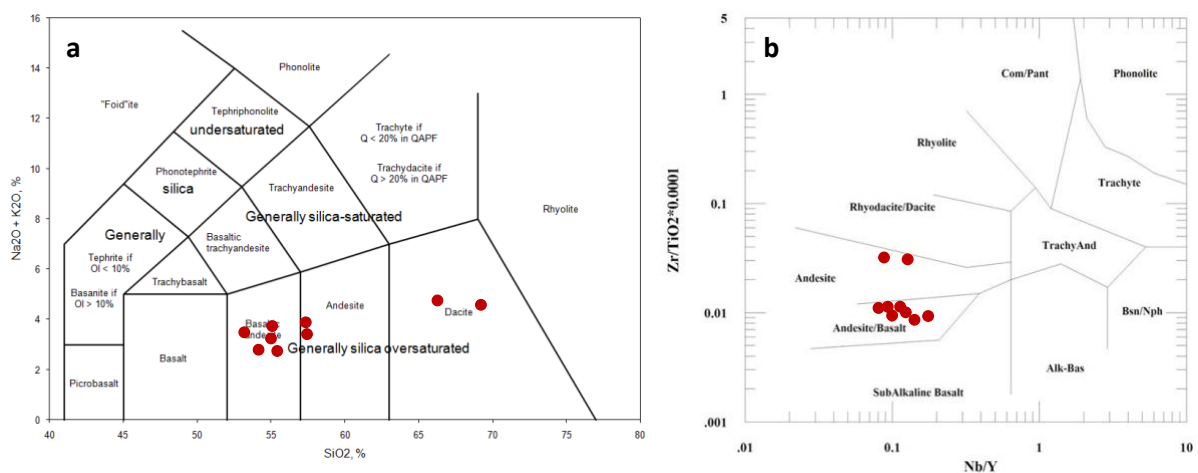 a
16
14
12
10
8
6
4
2
0
Na2O + K2O, %
40
45
50
55
60
65
70
75
80
SiO2, %
Phonolite
"Foid"ite
Tephriphonolite
undersaturated
Trachyte if
Q < 20% in QAPF
Phonotephrite
silica
Trachydacite if
Q > 20% in QAPF
Trachyandesite
Generally silica-saturated
Rhyolite
Generally
Basaltic
trachyandesite
Tephrite if
Ol < 10%
Trachybasalt
Basanite if
Ol > 10%
Andesite
Dacite
Basaltic
andesite
Generally silica oversaturated
Basalt
Picrobasalt
b
5
1
0.1
0.01
.001
Zr/TiO2*0.0001
.01
0.1
1
10
Nb/Y
Com/Pant
Phonolite
Rhyolite
Trachyte
Rhyodacite/Dacite
TrachyAnd
Andesite
Bsn/Nph
Andesite/Basalt
Alk-Bas
SubAlkaline Basalt